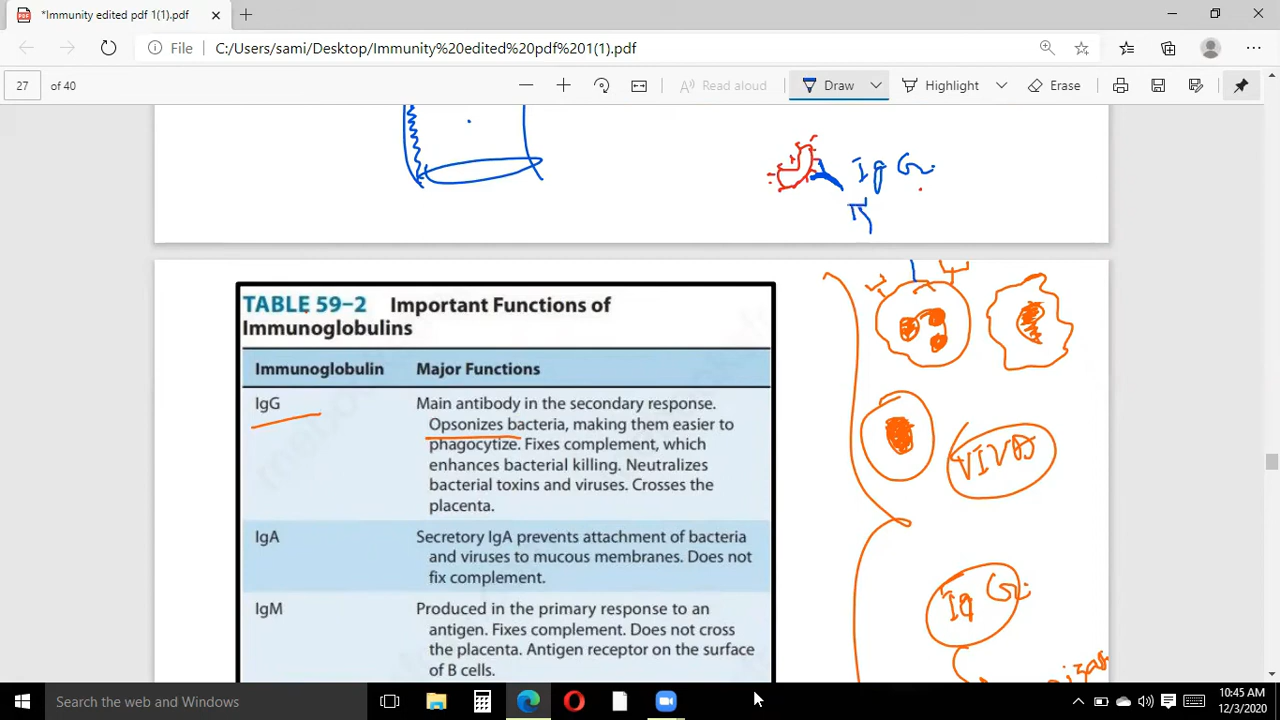 *Immunity edited pdf 1(1).pdf
File C:/Users/sami/Desktop/Immunity%20edited%20pdf%201(1).pdf
27 of 40 Read aloud Draw Highlight Erase
Ig G
TABLE 59–2 Important Functions of
Immunoglobulins
Immunoglobulin Major Functions
IgG Main antibody in the secondary response.
Opsonizes bacteria, making them easier to
phagocytize. Fixes complement, which
enhances bacterial killing. Neutralizes
bacterial toxins and viruses. Crosses the
placenta.
VIVA
IgA Secretory IgA prevents attachment of bacteria
and viruses to mucous membranes. Does not
fix complement.
Ig G
IgM Produced in the primary response to an
antigen. Fixes complement. Does not cross
the placenta. Antigen receptor on the surface
of B cells.
Search the web and Windows
10:45 AM
12/3/2020